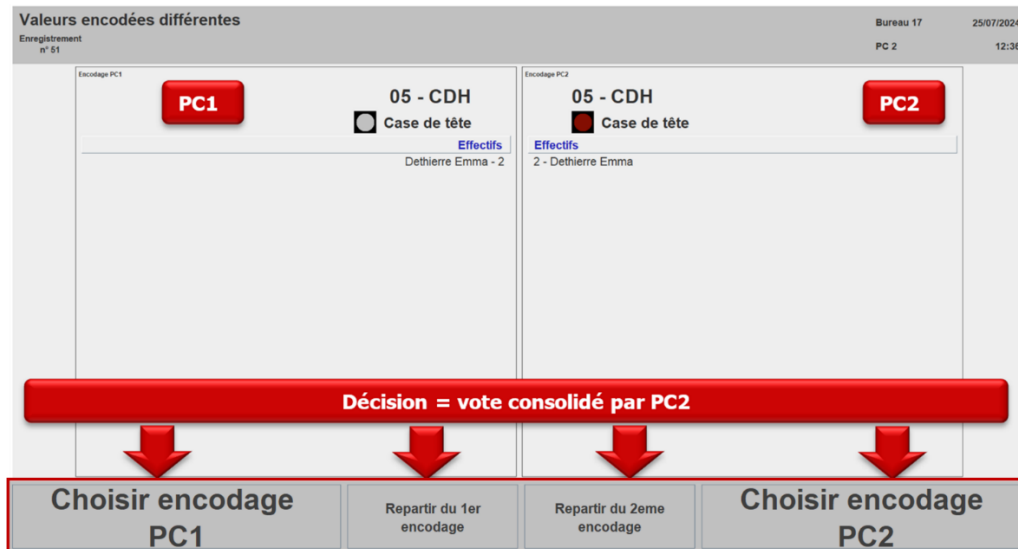 Valeurs encodées différentes
Bureau 17
25/07/2024
Enregistrement
n° 51
PC 2
12:36
Encodage PC1
Encodage PC2
PC1
05 - CDH
05 - CDH
PC2
Case de tête
Case de tête
Effectifs
Effectifs
Dethierre Emma - 2
2 - Dethierre Emma
Décision = vote consolidé par PC2
Choisir encodage
PC1
Repartir du 1er
encodage
Repartir du 2eme
encodage
Choisir encodage
PC2